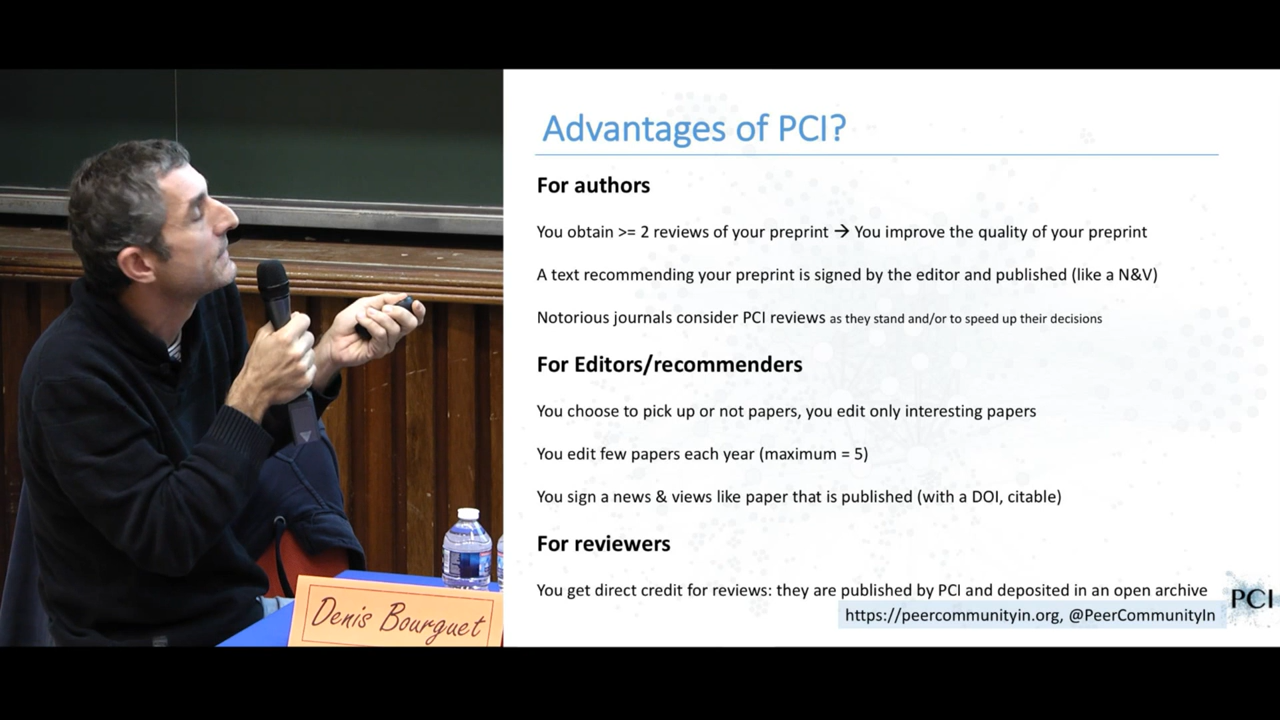 Advantages of PCI?
For authors
You obtain >= 2 reviews of your preprint → You improve the quality of your preprint
A text recommending your preprint is signed by the editor and published (like a N&V)
Notorious journals consider PCI reviews as they stand and/or to speed up their decisions
For Editors/recommenders
You choose to pick up or not papers, you edit only interesting papers
You edit few papers each year (maximum = 5)
You sign a news & views like paper that is published (with a DOI, citable)
For reviewers
You get direct credit for reviews: they are published by PCI and deposited in an open archive
https://peercommunityin.org, @PeerCommunityIn
PCI
Denis Bourguet